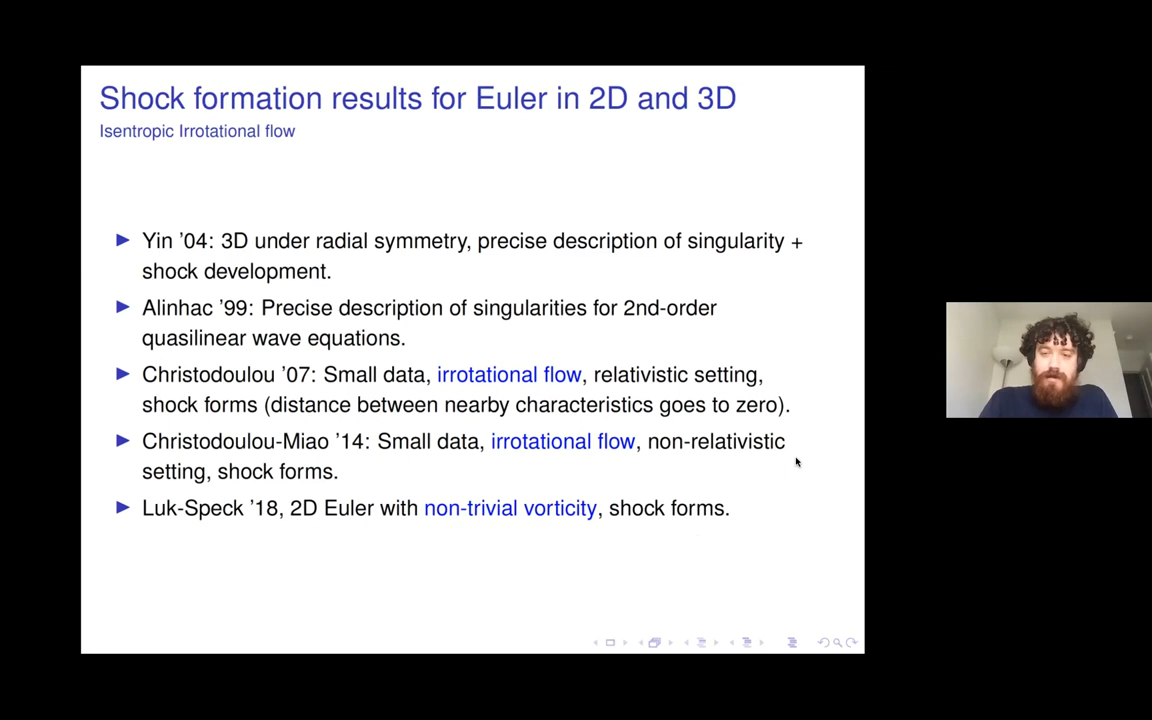 Shock formation results for Euler in 2D and 3D
Isentropic Irrotational flow
Yin ’04: 3D under radial symmetry, precise description of singularity +
shock development.
Alinhac ’99: Precise description of singularities for 2nd-order
quasilinear wave equations.
Christodoulou ’07: Small data, irrotational flow, relativistic setting,
shock forms (distance between nearby characteristics goes to zero).
Christodoulou-Miao ’14: Small data, irrotational flow, non-relativistic
setting, shock forms.
Luk-Speck ’18, 2D Euler with non-trivial vorticity, shock forms.